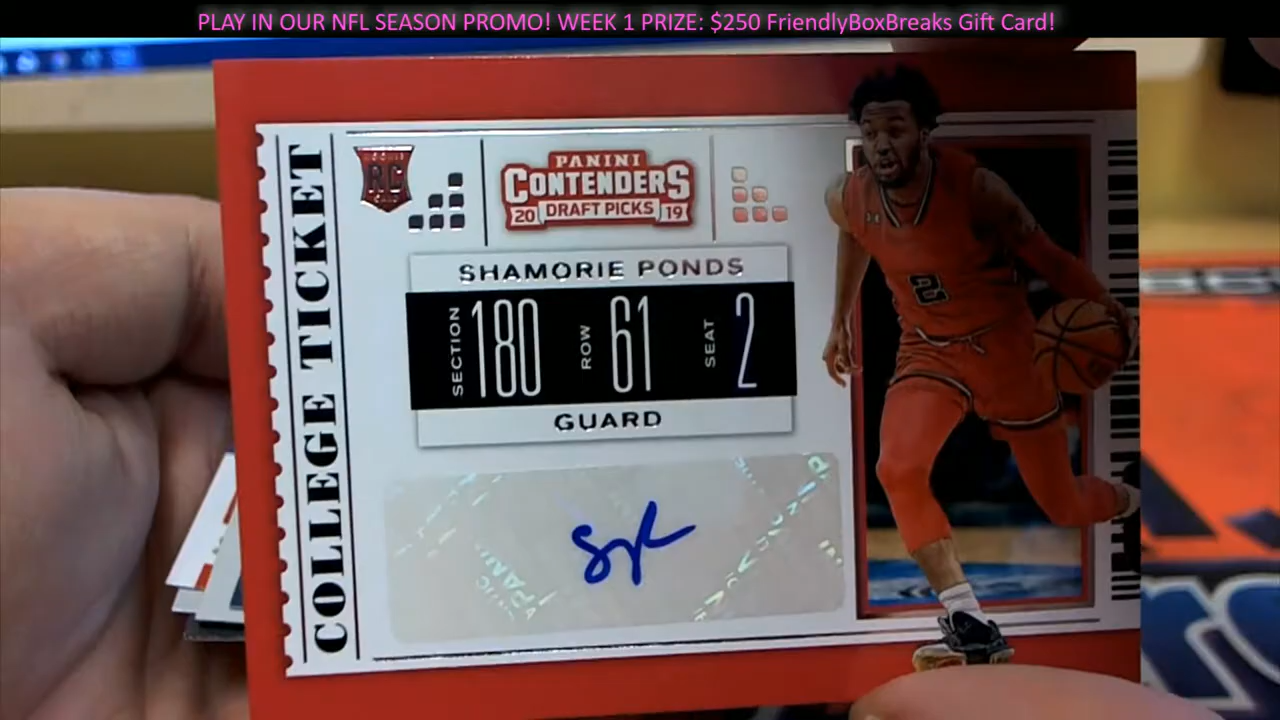 PLAY IN OUR NFL SEASON PROMO! WEEK 1 PRIZE: $250 FriendlyBoxBreaks Gift Card!
COLLEGE TICKET
RC
PANINI
CONTENDERS
20 DRAFT PICKS 19
SHAMORIE PONDS
SECTION 180 ROW 61 SEAT 2
GUARD
2